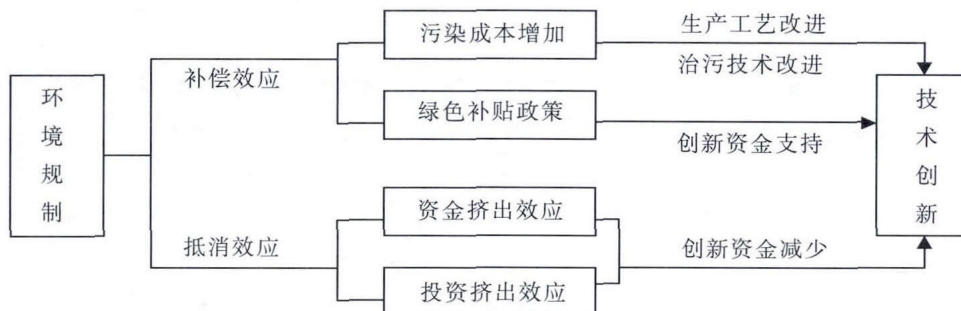 环境规制
补偿效应
污染成本增加
生产工艺改进
治污技术改进
绿色补贴政策
创新资金支持
技术创新
抵消效应
资金挤出效应
投资挤出效应
创新资金减少